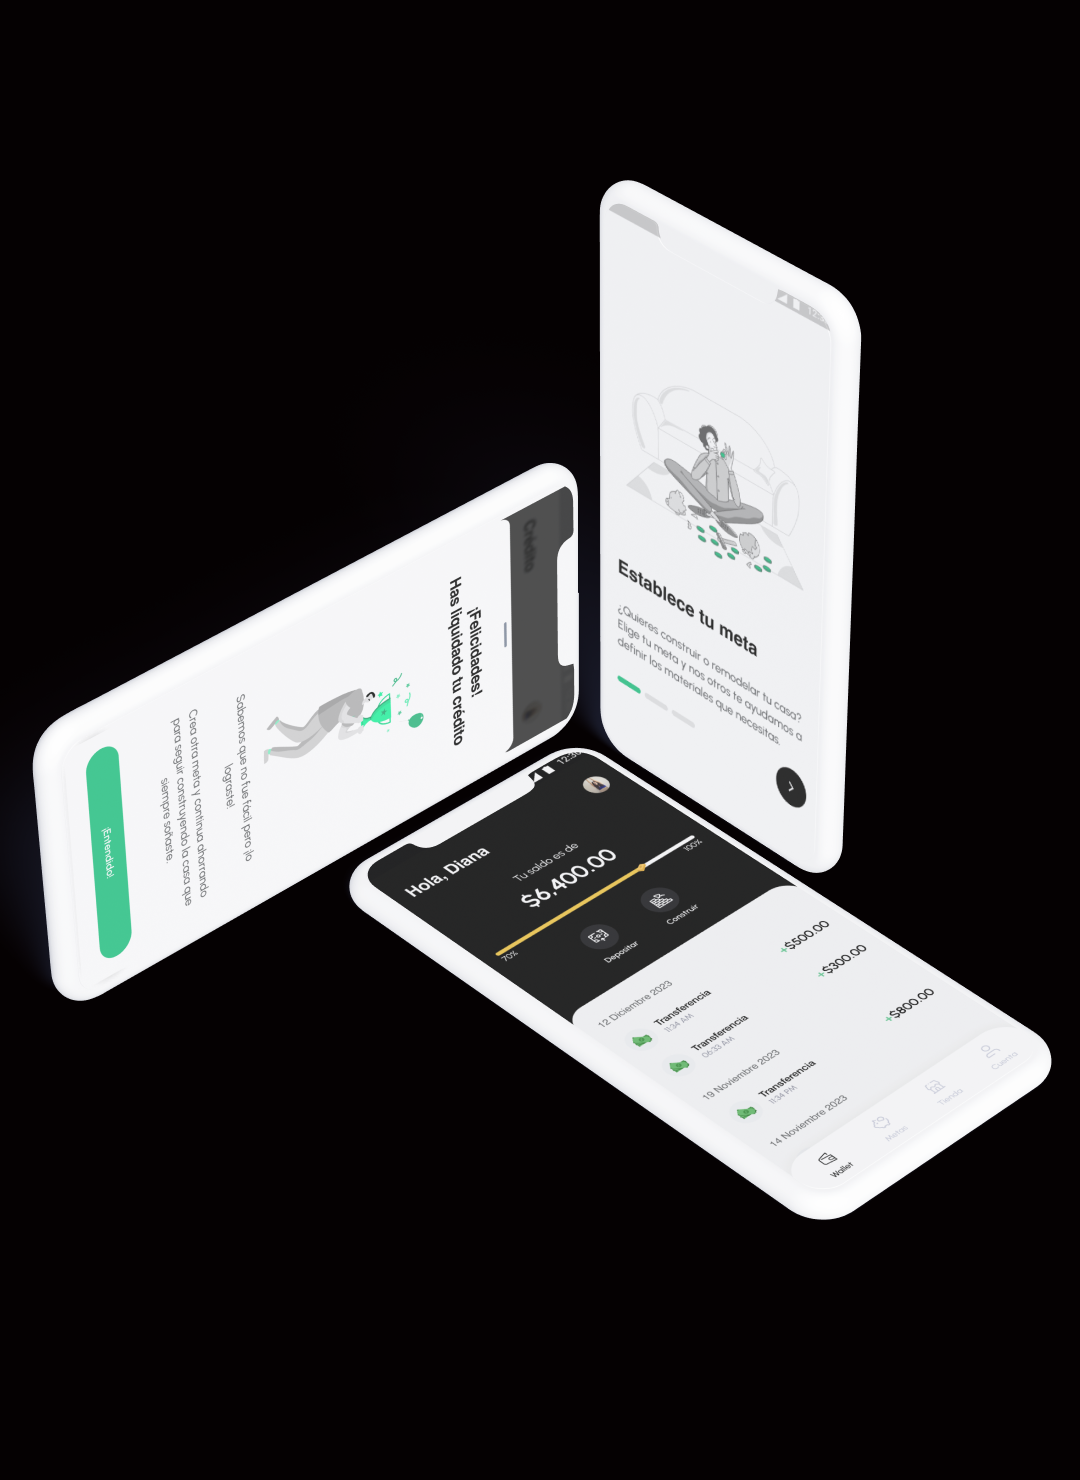 Establece tu meta
¿Quieres construir o remodelar tu casa?
Elige tu meta y nos otros te ayudamos a
definir los materiales que necesitas.
Crédito
¡Felicidades!
Has liquidado tu crédito
Sabemos que no fue fácil pero ¡lo
lograste!
Crea otra meta y continua ahorrando
para seguir construyendo la casa que
siempre soñaste.
¡Entendido!
Hola, Diana
Tu saldo es de
$6,400.00
70%
100%
Depositar
Construir
12 Diciembre 2023
Transferencia
11:34 AM
+$500.00
Transferencia
06:33 AM
+$300.00
19 Noviembre 2023
Transferencia
11:34 PM
+$800.00
14 Noviembre 2023
Wallet
Metas
Tienda
Cuenta